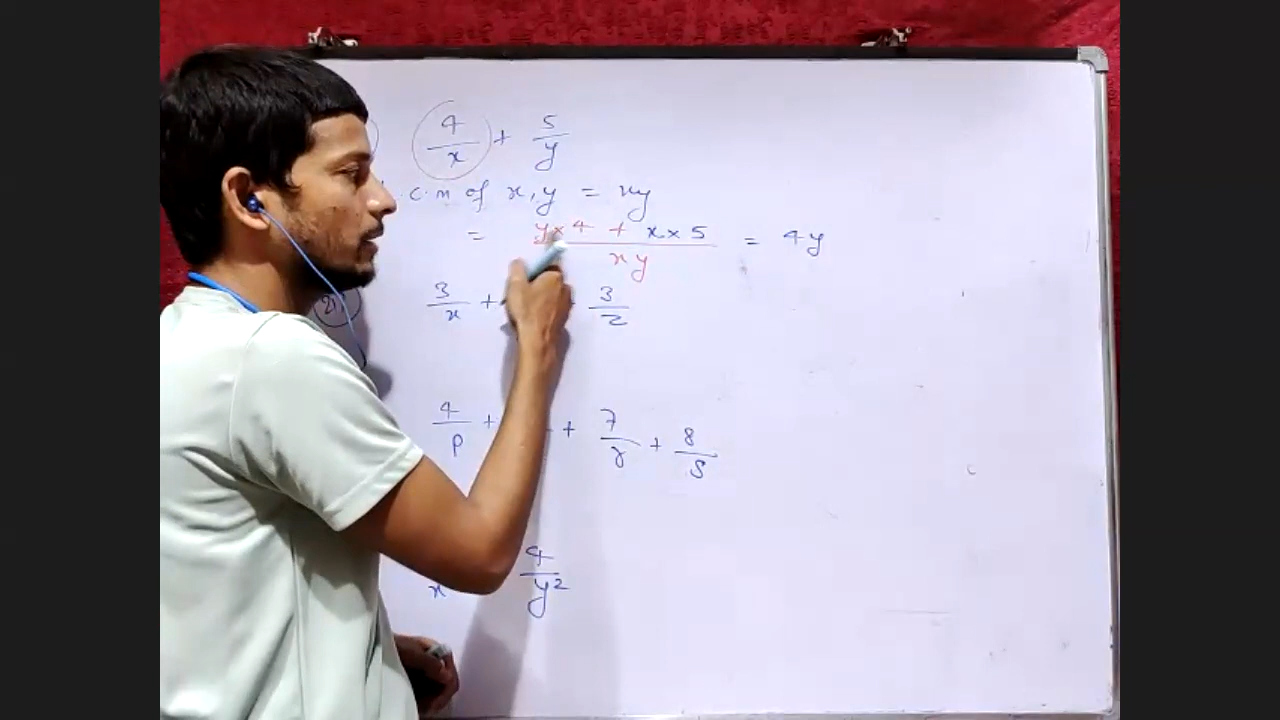 4/x + 5/y
.c.m of x,y = xy
= y×4 + x×5 / xy = 4y
3/x + 3/z
4/p + + 7/r + 8/s
x 4/y²